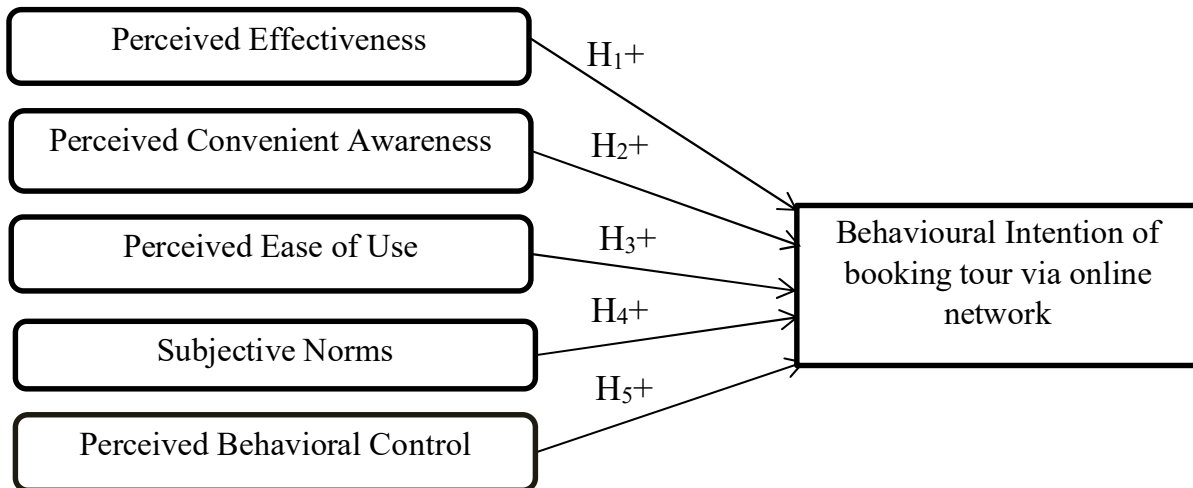 Perceived Effectiveness
H₁+
Perceived Convenient Awareness
H₂+
Perceived Ease of Use
H₃+
Behavioural Intention of
booking tour via online
network
H₄+
Subjective Norms
H₅+
Perceived Behavioral Control